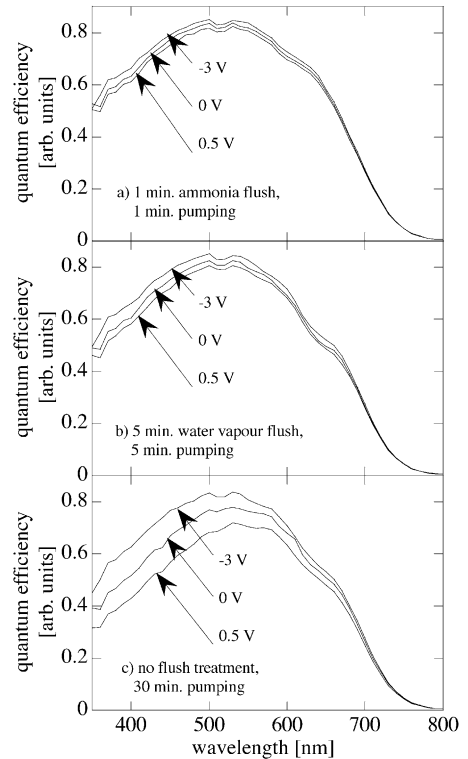 quantum efficiency
[arb. units]
0.8
0.6
0.4
0.2
0
-3 V
0 V
0.5 V
a) 1 min. ammonia flush,
1 min. pumping
quantum efficiency
[arb. units]
0.8
0.6
0.4
0.2
0
-3 V
0 V
0.5 V
b) 5 min. water vapour flush,
5 min. pumping
quantum efficiency
[arb. units]
0.8
0.6
0.4
0.2
0
-3 V
0 V
0.5 V
c) no flush treatment,
30 min. pumping
400 500 600 700 800
wavelength [nm]